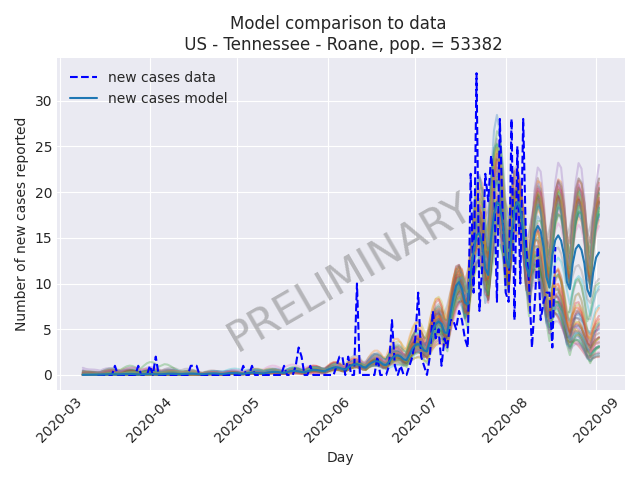 Model comparison to data
US - Tennessee - Roane, pop. = 53382
new cases data
new cases model
Number of new cases reported
30
25
20
15
10
5
0
PRELIMINARY
2020-03
2020-04
2020-05
2020-06
2020-07
2020-08
2020-09
Day